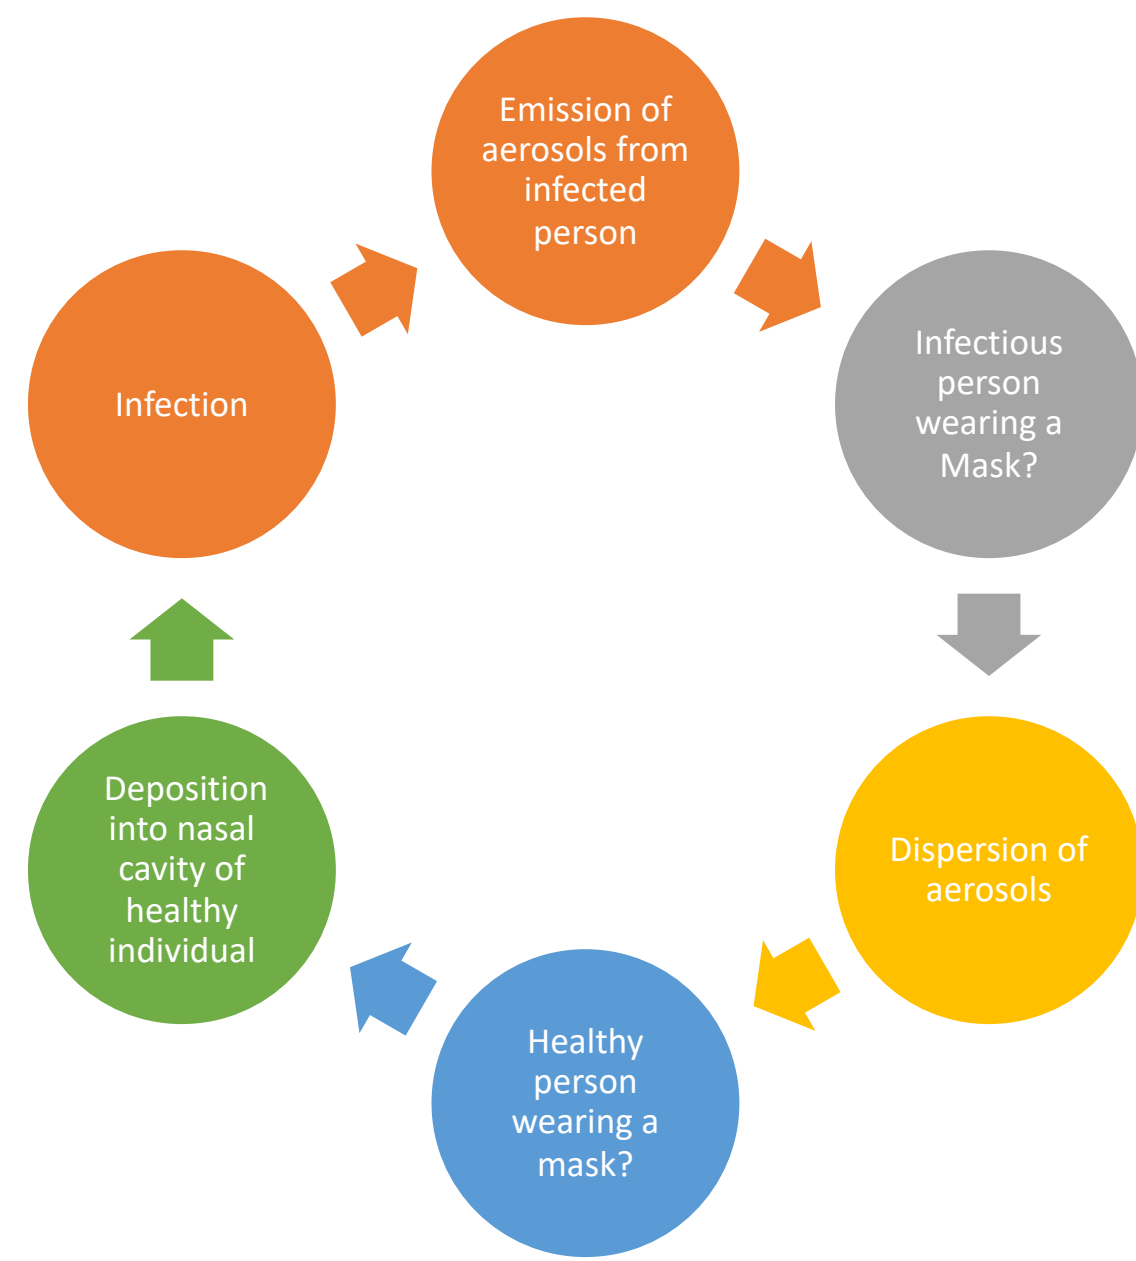 Emission of
aerosols from
infected
person
Infectious
person
wearing a
Mask?
Dispersion of
aerosols
Healthy
person
wearing a
mask?
Deposition
into nasal
cavity of
healthy
individual
Infection